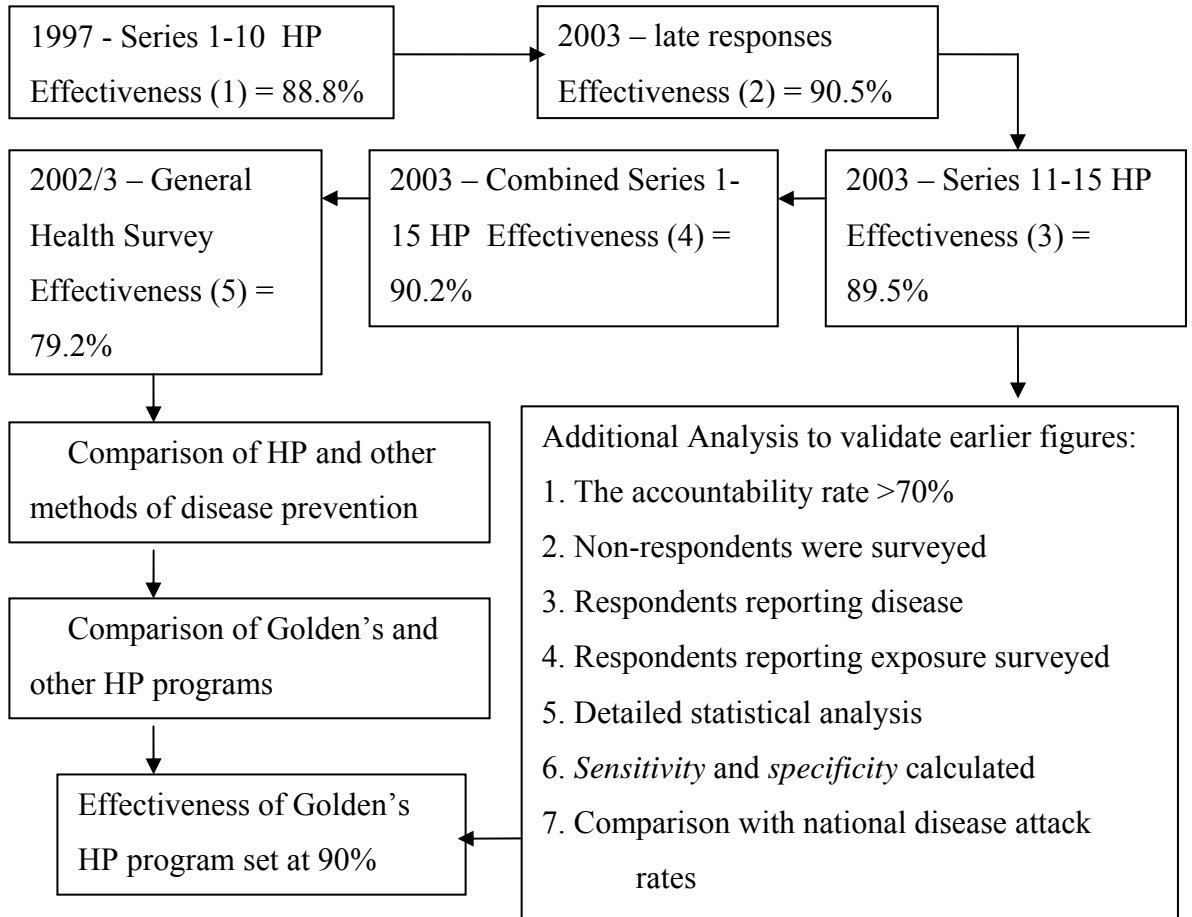 1997 - Series 1-10 HP
Effectiveness (1) = 88.8%
2003 – late responses
Effectiveness (2) = 90.5%
2002/3 – General
Health Survey
Effectiveness (5) =
79.2%
2003 – Combined Series 1-
15 HP Effectiveness (4) =
90.2%
2003 – Series 11-15 HP
Effectiveness (3) =
89.5%
Comparison of HP and other
methods of disease prevention
Comparison of Golden’s and
other HP programs
Effectiveness of Golden’s
HP program set at 90%
Additional Analysis to validate earlier figures:
1. The accountability rate >70%
2. Non-respondents were surveyed
3. Respondents reporting disease
4. Respondents reporting exposure surveyed
5. Detailed statistical analysis
6. Sensitivity and specificity calculated
7. Comparison with national disease attack
rates